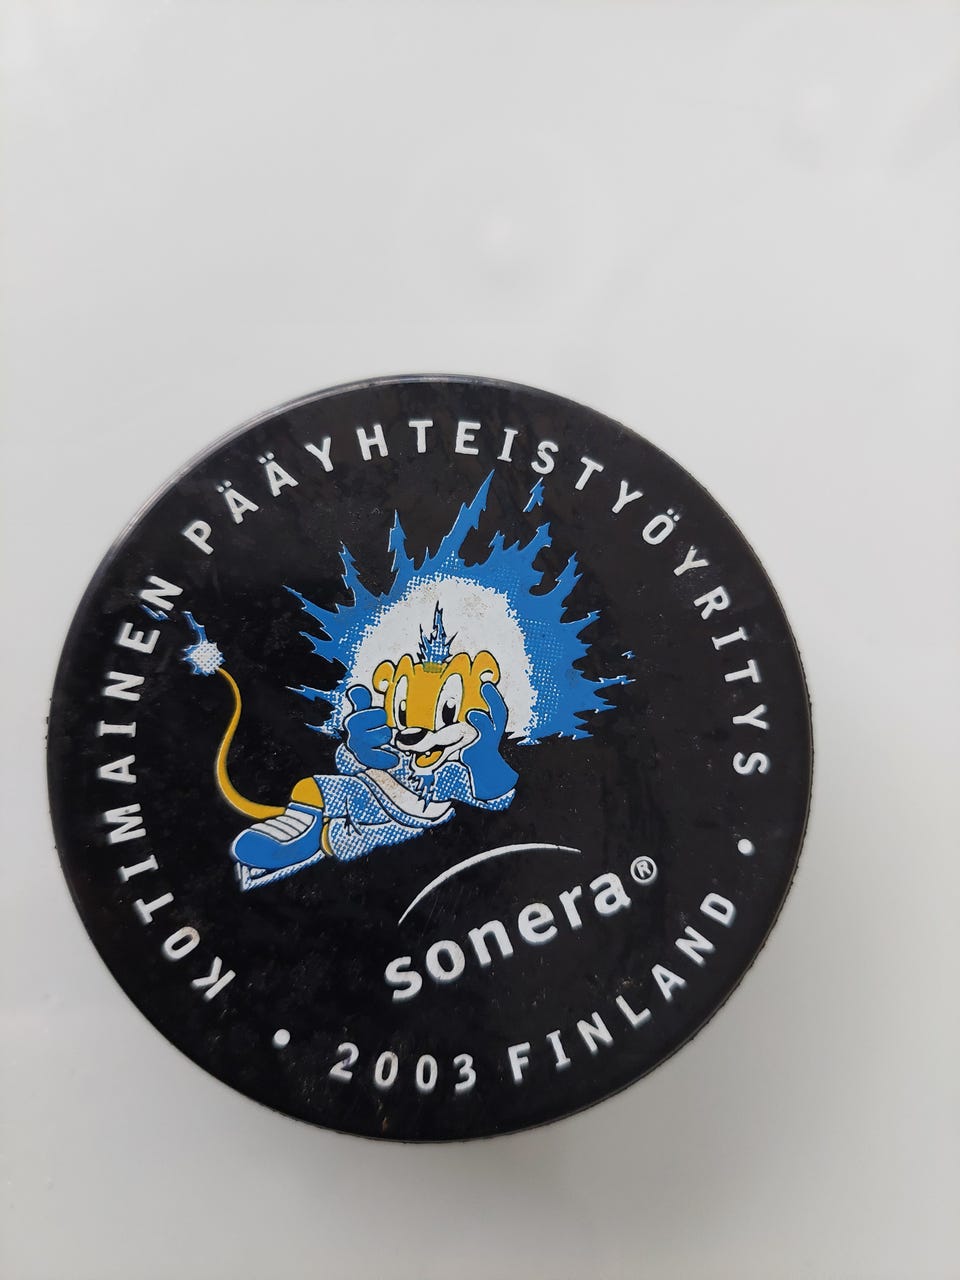 KOTIMAINEN PÄÄYHTEISTYÖYRITYS
sonera®
• 2003 FINLAND •